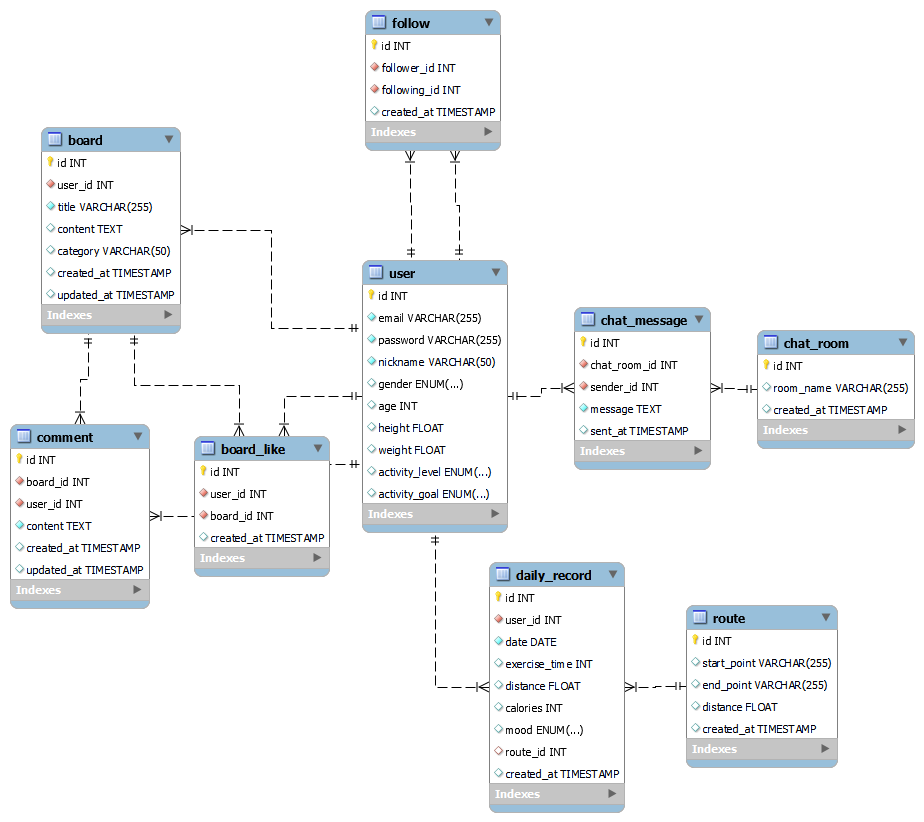 follow
id INT
follower_id INT
following_id INT
created_at TIMESTAMP
Indexes
board
id INT
user_id INT
title VARCHAR(255)
content TEXT
category VARCHAR(50)
created_at TIMESTAMP
updated_at TIMESTAMP
Indexes
user
id INT
email VARCHAR(255)
password VARCHAR(255)
nickname VARCHAR(50)
gender ENUM(...)
age INT
height FLOAT
weight FLOAT
activity_level ENUM(...)
activity_goal ENUM(...)
Indexes
chat_message
id INT
chat_room_id INT
sender_id INT
message TEXT
sent_at TIMESTAMP
Indexes
chat_room
id INT
room_name VARCHAR(255)
created_at TIMESTAMP
Indexes
comment
id INT
board_id INT
user_id INT
content TEXT
created_at TIMESTAMP
updated_at TIMESTAMP
Indexes
board_like
id INT
user_id INT
board_id INT
created_at TIMESTAMP
Indexes
daily_record
id INT
user_id INT
date DATE
exercise_time INT
distance FLOAT
calories INT
mood ENUM(...)
route_id INT
created_at TIMESTAMP
Indexes
route
id INT
start_point VARCHAR(255)
end_point VARCHAR(255)
distance FLOAT
created_at TIMESTAMP
Indexes